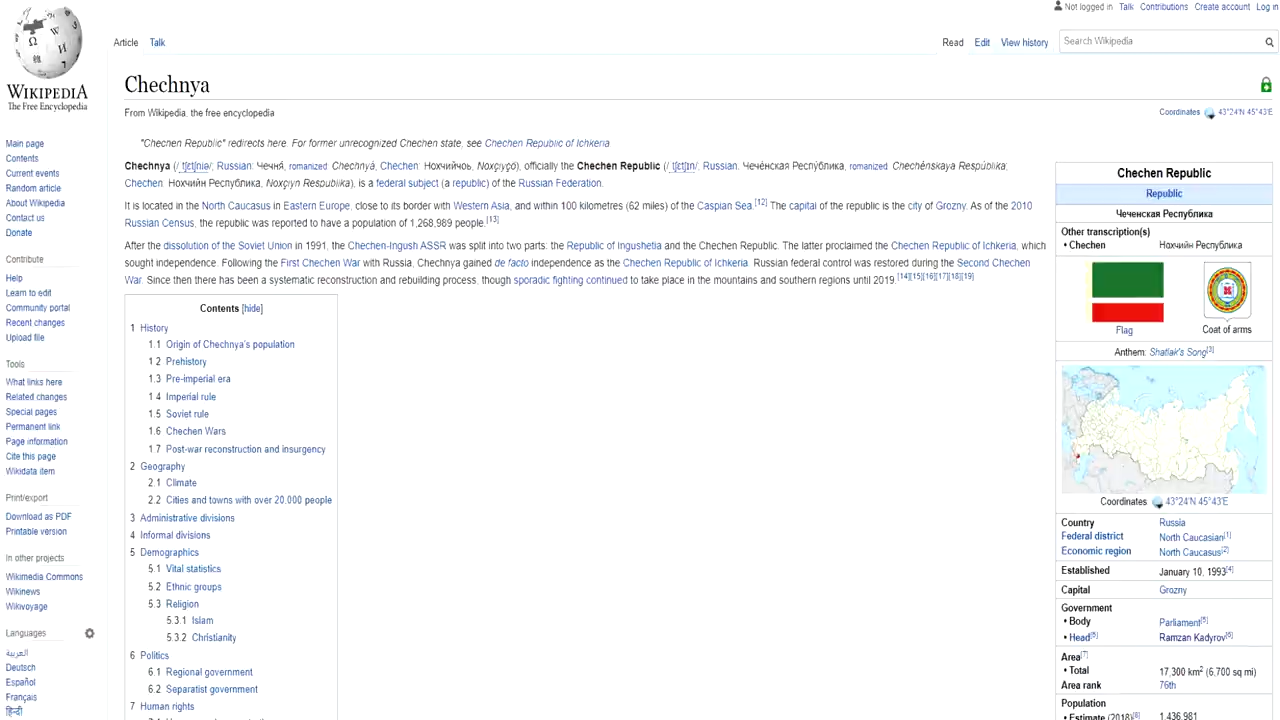 Not logged in Talk Contributions Create account Log in
WIKIPEDIA
The Free Encyclopedia
Article Talk
Read Edit View history
Search Wikipedia
Chechnya
From Wikipedia, the free encyclopedia
Coordinates 43°24′N 45°43′E
"Chechen Republic" redirects here. For former unrecognized Chechen state, see Chechen Republic of Ichkeria
officially the Chechen Republic
Chechen: Нохчийн Республика, Noxçiyn Respublika), is a federal subject (a republic) of the Russian Federation.
It is located in the North Caucasus in Eastern Europe, close to its border with Western Asia, and within 100 kilometres (62 miles) of the Caspian Sea.[12] The capital of the republic is the city of Grozny. As of the 2010
Russian Census, the republic was reported to have a population of 1,268,989 people.[13]
After the dissolution of the Soviet Union in 1991, the Chechen-Ingush ASSR was split into two parts: the Republic of Ingushetia and the Chechen Republic. The latter proclaimed the Chechen Republic of Ichkeria, which
sought independence. Following the First Chechen War with Russia, Chechnya gained de facto independence as the Chechen Republic of Ichkeria. Russian federal control was restored during the Second Chechen
War. Since then there has been a systematic reconstruction and rebuilding process, though sporadic fighting continued to take place in the mountains and southern regions until 2019.[14][15][16][17][18][19]
Main page
Contents
Current events
Random article
About Wikipedia
Contact us
Donate
Contribute
Help
Learn to edit
Community portal
Recent changes
Upload file
Tools
What links here
Related changes
Special pages
Permanent link
Page information
Cite this page
Wikidata item
Print/export
Download as PDF
Printable version
In other projects
Wikimedia Commons
Wikinews
Wikivoyage
Languages
العربية
Deutsch
Español
Français
हिन्दी
Contents [hide]
1 History
1.1 Origin of Chechnya's population
1.2 Prehistory
1.3 Pre-imperial era
1.4 Imperial rule
1.5 Soviet rule
1.6 Chechen Wars
1.7 Post-war reconstruction and insurgency
2 Geography
2.1 Climate
2.2 Cities and towns with over 20,000 people
3 Administrative divisions
4 Informal divisions
5 Demographics
5.1 Vital statistics
5.2 Ethnic groups
5.3 Religion
5.3.1 Islam
5.3.2 Christianity
6 Politics
6.1 Regional government
6.2 Separatist government
7 Human rights
Chechen Republic
Republic
Чеченская Республика
Other transcription(s)
• Chechen Нохчийн Республика
Flag Coat of arms
Anthem: Shatlak's Song[3]
Coordinates 43°24′N 45°43′E
Country Russia
Federal district North Caucasian[1]
Economic region North Caucasus[2]
Established January 10, 1993[4]
Capital Grozny
Government
• Body Parliament[5]
• Head[5] Ramzan Kadyrov[6]
Area[7]
• Total 17,300 km2 (6,700 sq mi)
Area rank 76th
Population
• Estimate (2018)[8] 1,436,981